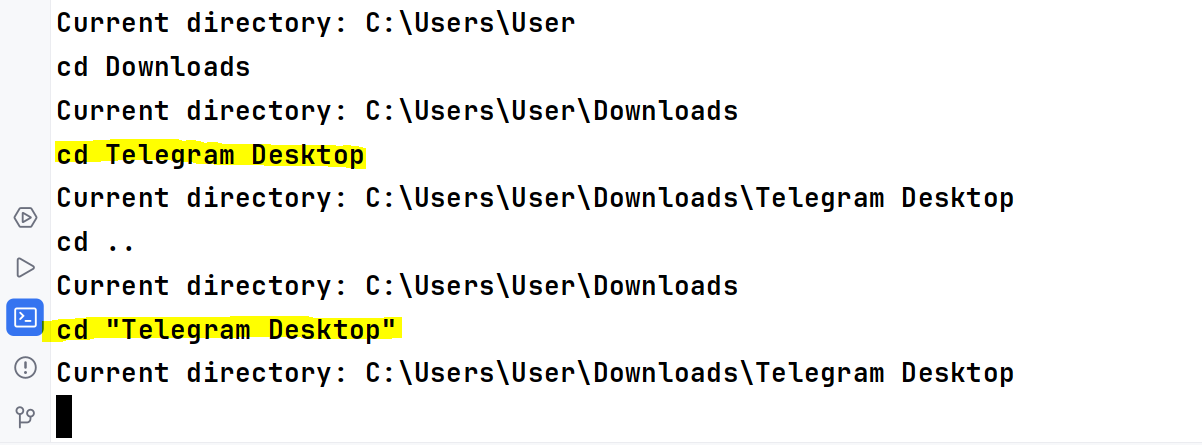 Current directory: C:\Users\User
cd Downloads
Current directory: C:\Users\User\Downloads
cd Telegram Desktop
Current directory: C:\Users\User\Downloads\Telegram Desktop
cd ..
Current directory: C:\Users\User\Downloads
cd "Telegram Desktop"
Current directory: C:\Users\User\Downloads\Telegram Desktop